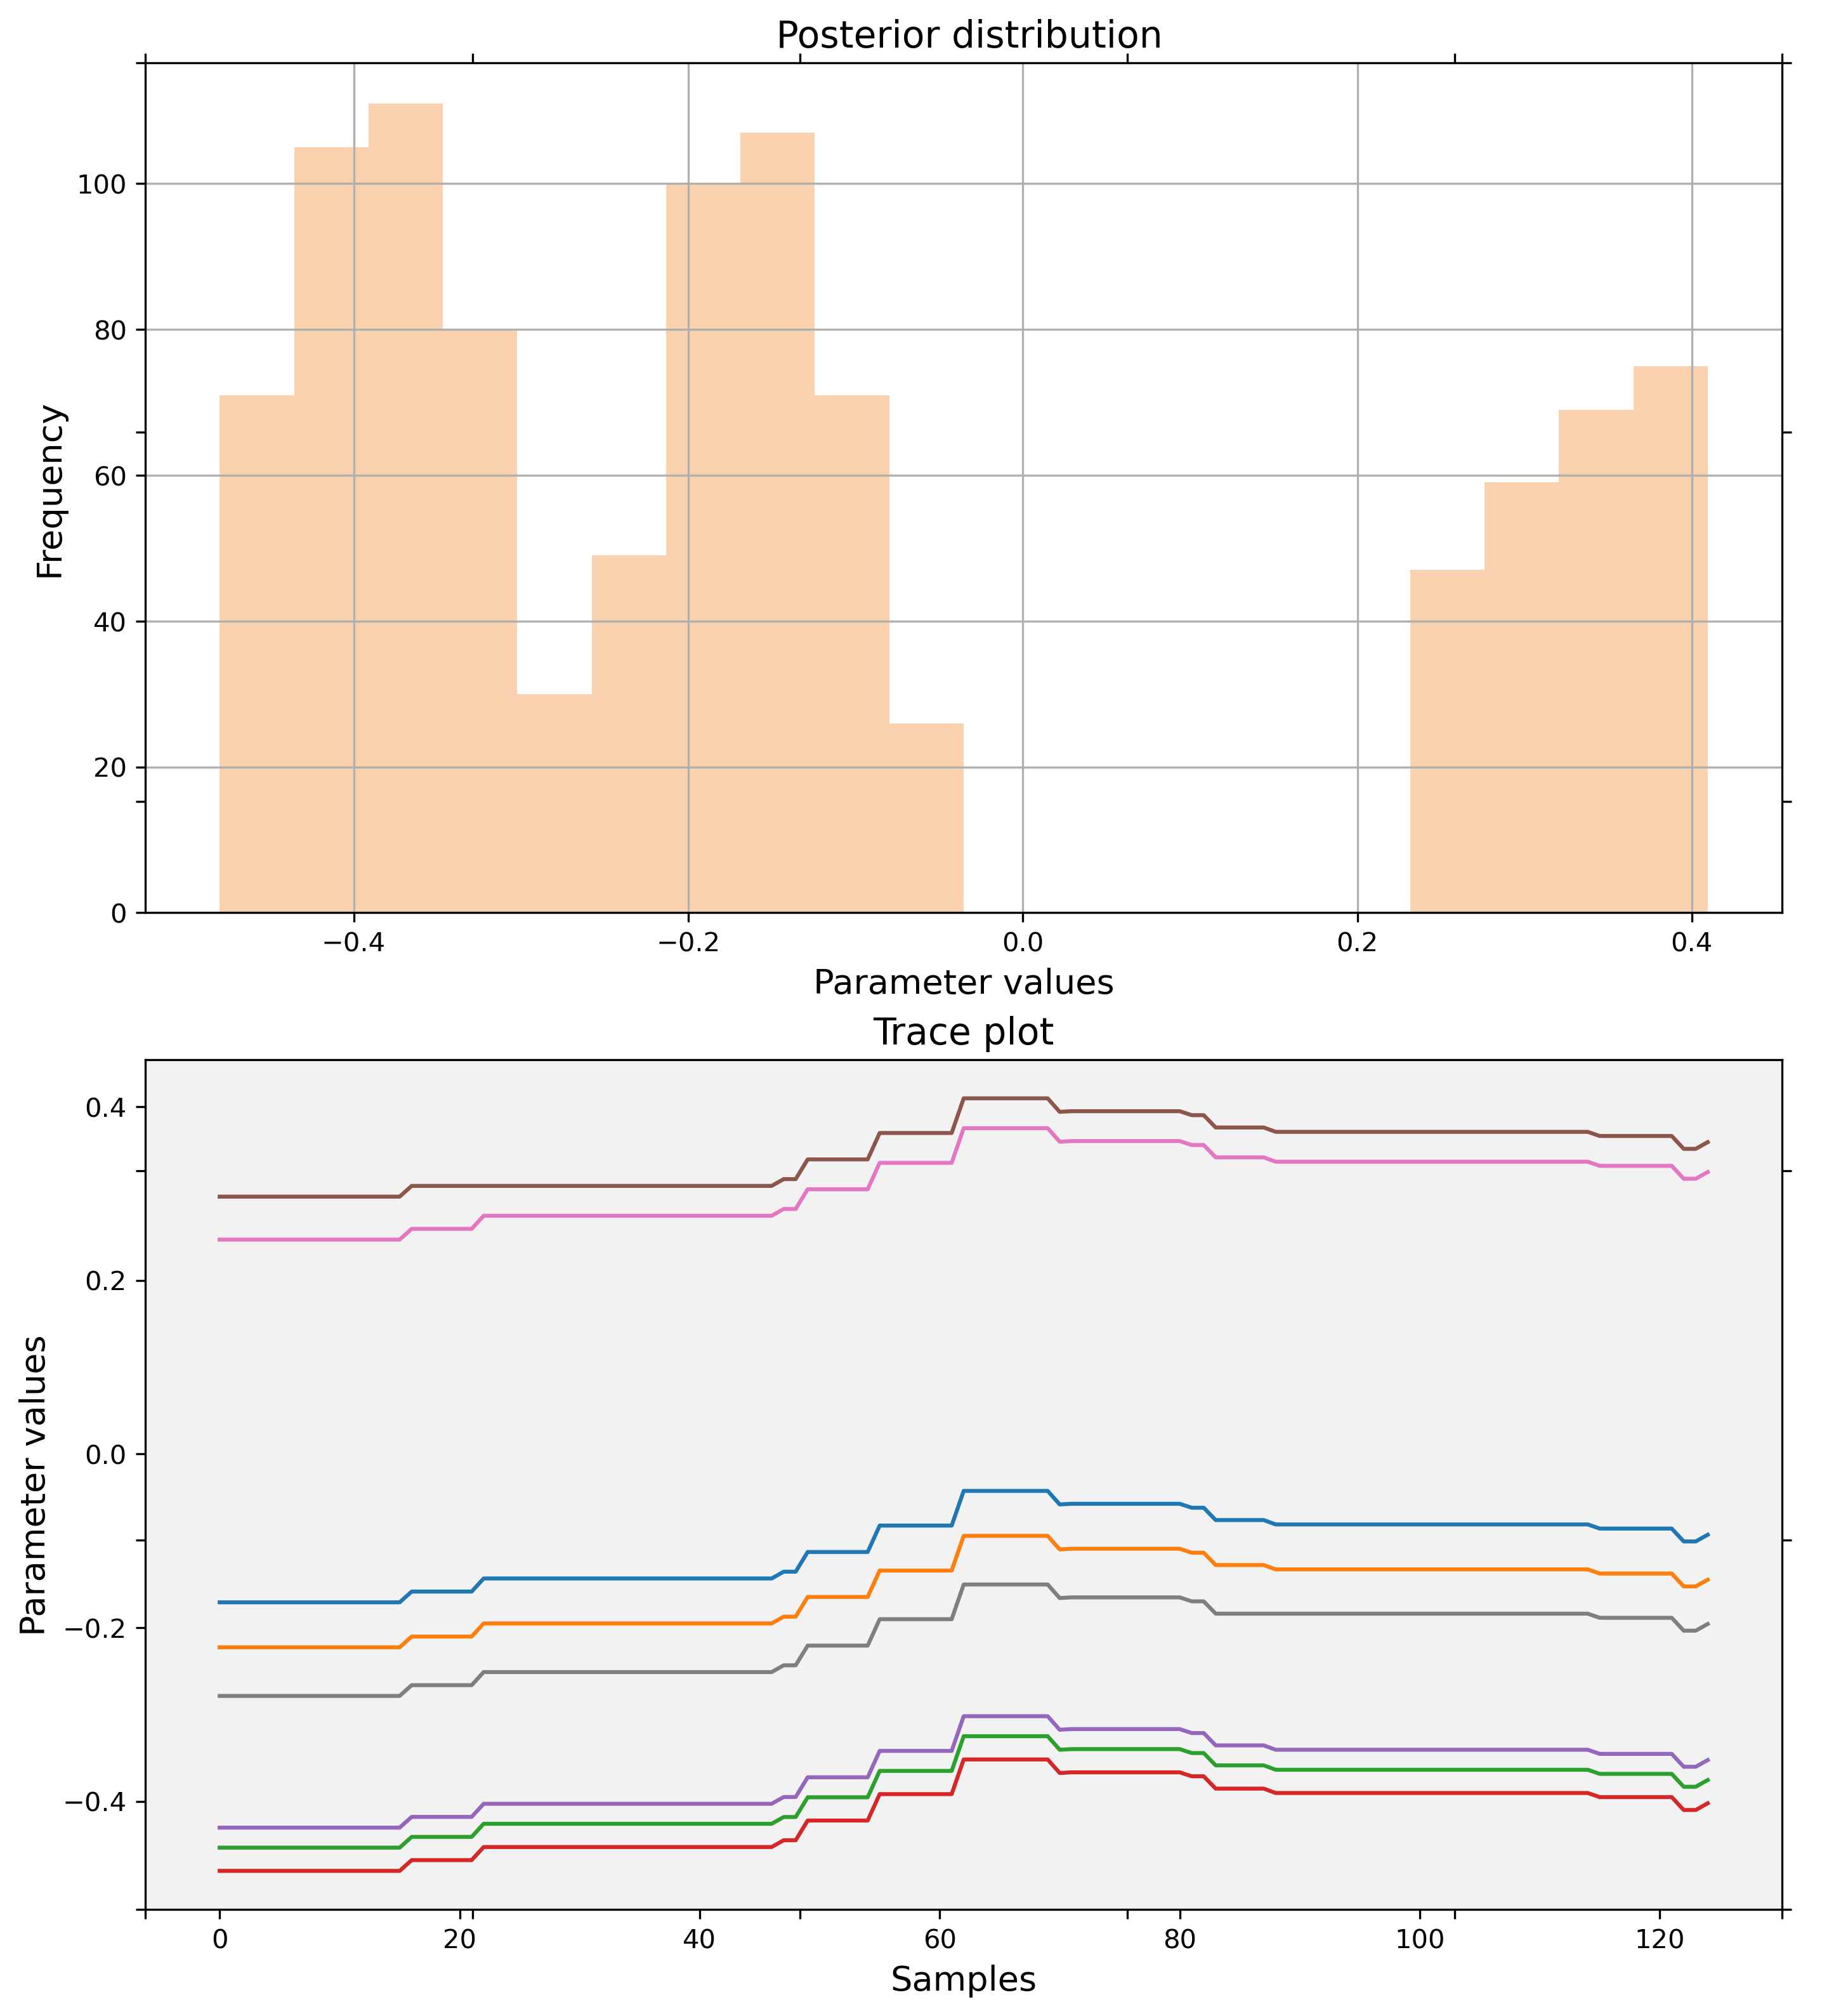 Posterior distribution
100
80
60
40
20
0
Frequency
−0.4 −0.2 0.0 0.2 0.4
Parameter values
Trace plot
0.4
0.2
0.0
−0.2
−0.4
Parameter values
0 20 40 60 80 100 120
Samples